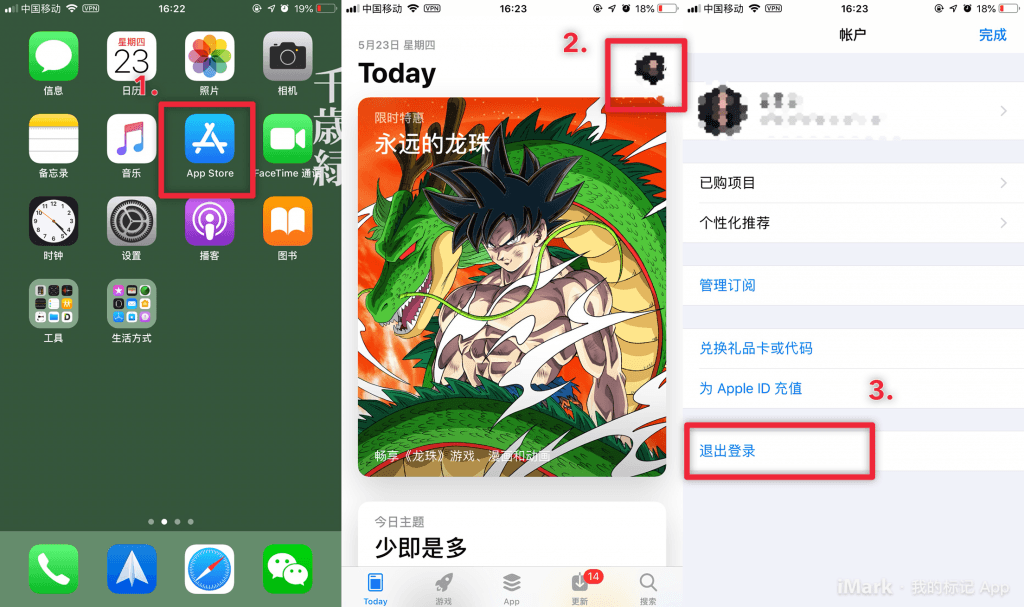 中国移动 VPN 16:22 19%
星期四
23
信息 日历 照片 相机
1.
备忘录 音乐 App Store FaceTime 通话
千歳緑
时钟 设置 播客 图书
工具 生活方式
中国移动 VPN 16:23 18%
5月23日 星期四
Today
2.
限时特惠
永远的龙珠
畅享《龙珠》游戏、漫画和动画
今日主题
少即是多
14
Today 游戏 App 更新 搜索
中国移动 VPN 16:23 18%
帐户 完成
已购项目
个性化推荐
管理订阅
兑换礼品卡或代码
为 Apple ID 充值
3.
退出登录
iMark · 我的标记 App